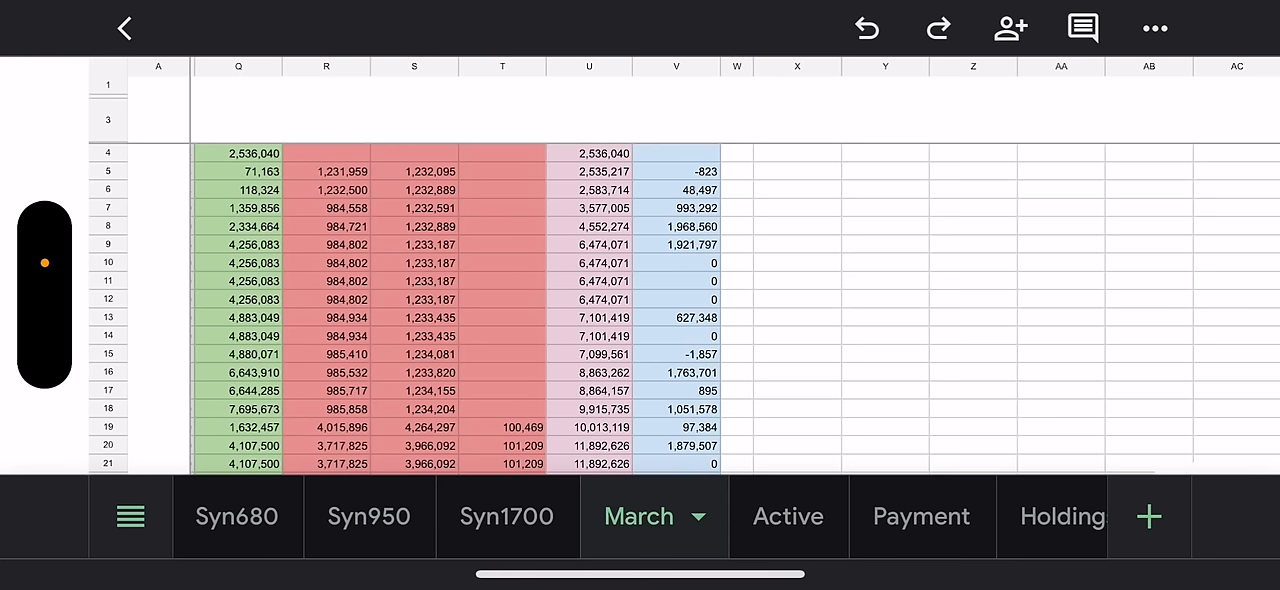 A Q R S T U V W X Y Z AA AB AC
1
3
4 2,536,040 2,536,040
5 71,163 1,231,959 1,232,095 2,535,217 -823
6 118,324 1,232,500 1,232,889 2,583,714 48,497
7 1,359,856 984,558 1,232,591 3,577,005 993,292
8 2,334,664 984,721 1,232,889 4,552,274 1,968,560
9 4,256,083 984,802 1,233,187 6,474,071 1,921,797
10 4,256,083 984,802 1,233,187 6,474,071 0
11 4,256,083 984,802 1,233,187 6,474,071 0
12 4,256,083 984,802 1,233,187 6,474,071 0
13 4,883,049 984,934 1,233,435 7,101,419 627,348
14 4,883,049 984,934 1,233,435 7,101,419 0
15 4,880,071 985,410 1,234,081 7,099,561 -1,857
16 6,643,910 985,532 1,233,820 8,863,262 1,763,701
17 6,644,285 985,717 1,234,155 8,864,157 895
18 7,695,673 985,858 1,234,204 9,915,735 1,051,578
19 1,632,457 4,015,896 4,264,297 100,469 10,013,119 97,384
20 4,107,500 3,717,825 3,966,092 101,209 11,892,626 1,879,507
21 4,107,500 3,717,825 3,966,092 101,209 11,892,626 0
Syn680 Syn950 Syn1700 March Active Payment Holding